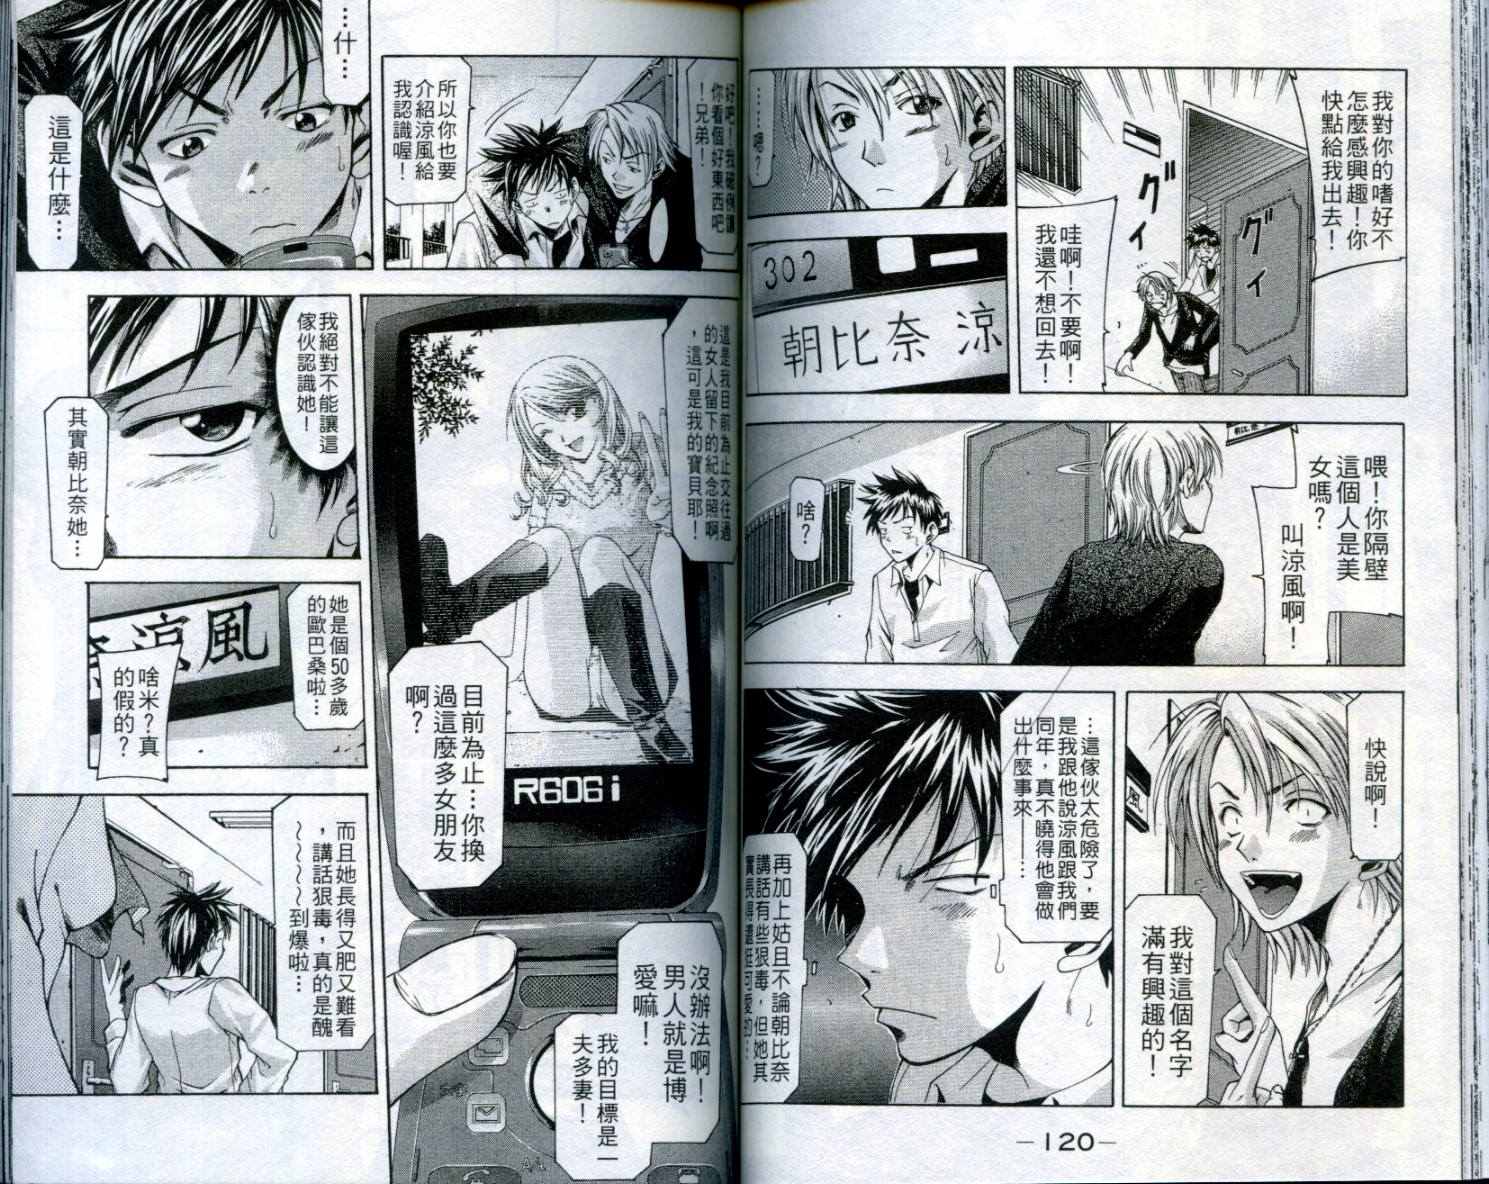 我對你的嗜好不
怎麼感興趣！你
快點給我出去！
グイ
グイ
哇啊！不要啊！
我還不想回去！
……嗯？
302
朝比奈 涼
喂！你隔壁
這個人是美
女嗎？
叫涼風啊！
啥？
快說啊！
我對這個名字
滿有興趣的！
…這傢伙太危險了，要
是我跟他說涼風跟我們
同年，真不曉得他會做
出什麼事來——……
再加上姑且不論朝比奈
講話有些狠毒，但她其
實長得還挺可愛的…
—120—
好吧！我破例讓
你看個好東西吧
！兄弟！
所以你也要
介紹涼風給
我認識喔！
…什…
這是什麼…
這是我目前為止交往過
的女人留下的紀念照啊
，這可是我的寶貝耶！
R606i
目前為止…你換
過這麼多女朋友
啊？
沒辦法啊！
男人就是博
愛嘛！
我的目標是一
夫多妻！
我絕對不能讓這
傢伙認識她！
其實朝比奈她…
她是個50多歲
的歐巴桑啦…
奈涼風
啥米？真
的假的？
而且她長得又肥又難看
，講話狠毒，真的是醜
～～～～～到爆啦…